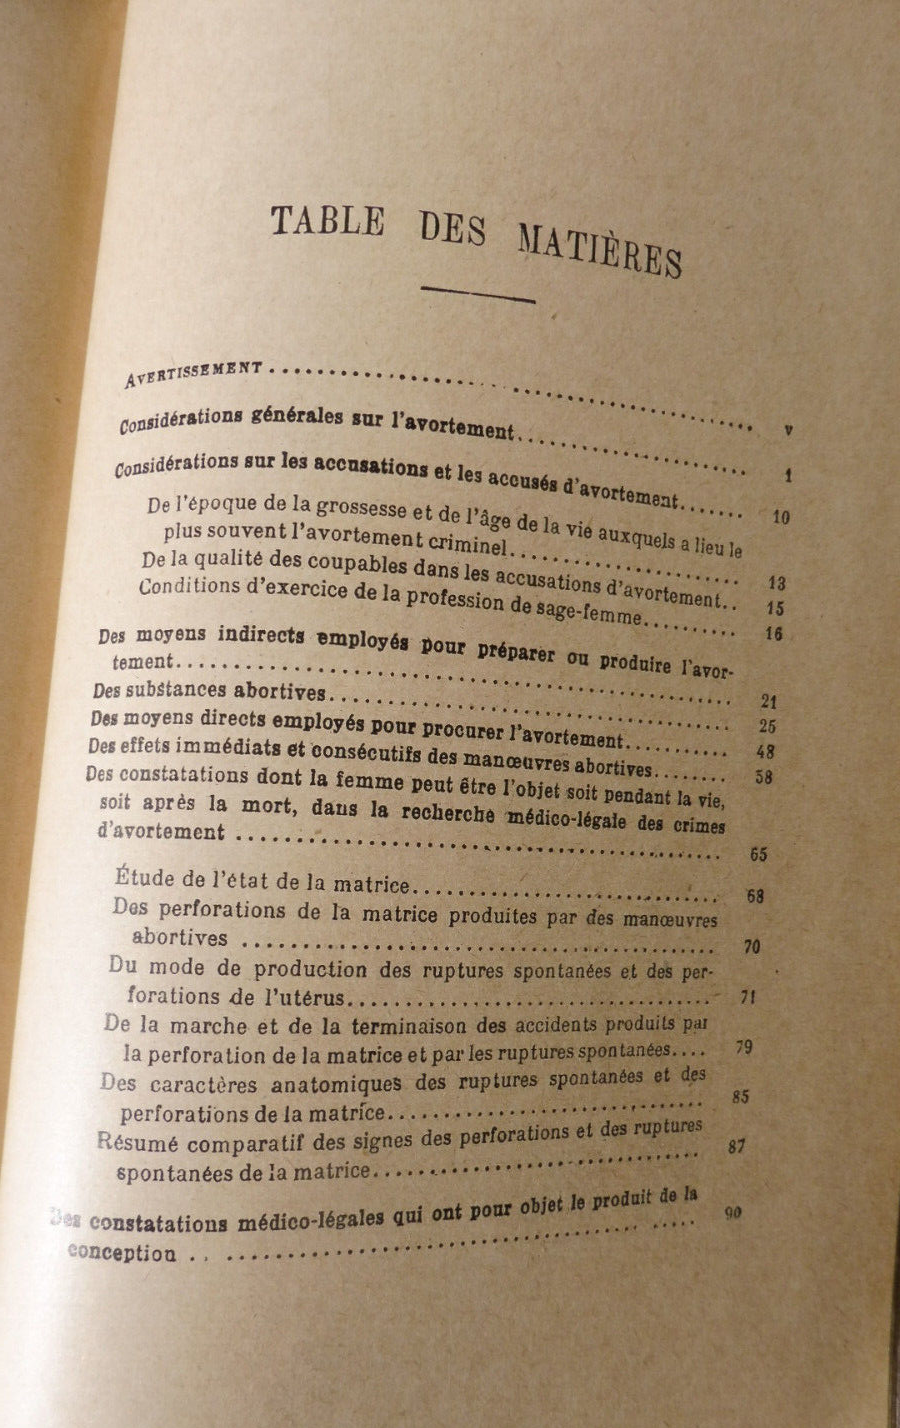 TABLE DES MATIÈRES
AVERTISSEMENT........................................ v
Considérations générales sur l'avortement.................... 1
Considérations sur les accusations et les accusés d'avortement....... 10
De l'époque de la grossesse et de l'âge de la vie auxquels a lieu le
plus souvent l'avortement criminel.................... 13
De la qualité des coupables dans les accusations d'avortement.. 15
Conditions d'exercice de la profession de sage-femme.......... 16
Des moyens indirects employés pour préparer ou produire l'avor-
tement........................................ 21
Des substances abortives.............................. 25
Des moyens directs employés pour procurer l'avortement........... 48
Des effets immédiats et consécutifs des manœuvres abortives........ 58
Des constatations dont la femme peut être l'objet soit pendant la vie,
soit après la mort, dans la recherche médico-légale des crimes
d'avortement ........................................ 65
Étude de l'état de la matrice.............................. 68
Des perforations de la matrice produites par des manœuvres
abortives ........................................ 70
Du mode de production des ruptures spontanées et des per-
forations de l'utérus.............................. 71
De la marche et de la terminaison des accidents produits par
la perforation de la matrice et par les ruptures spontanées.... 79
Des caractères anatomiques des ruptures spontanées et des
perforations de la matrice.............................. 85
Résumé comparatif des signes des perforations et des ruptures
spontanées de la matrice.............................. 87
Des constatations médico-légales qui ont pour objet le produit de la
conception ........................................ 90